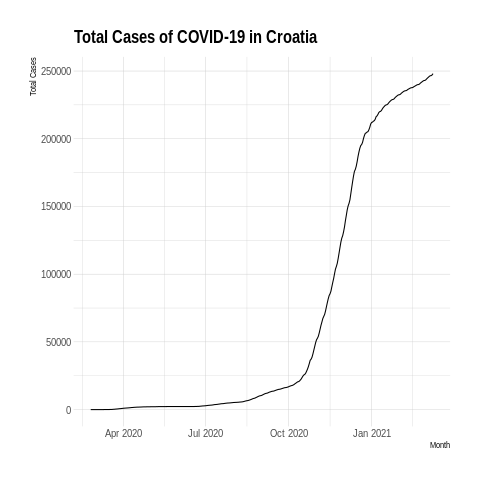 Total Cases of COVID-19 in Croatia
Total Cases
250000
200000
150000
100000
50000
0
Apr 2020 Jul 2020 Oct 2020 Jan 2021
Month